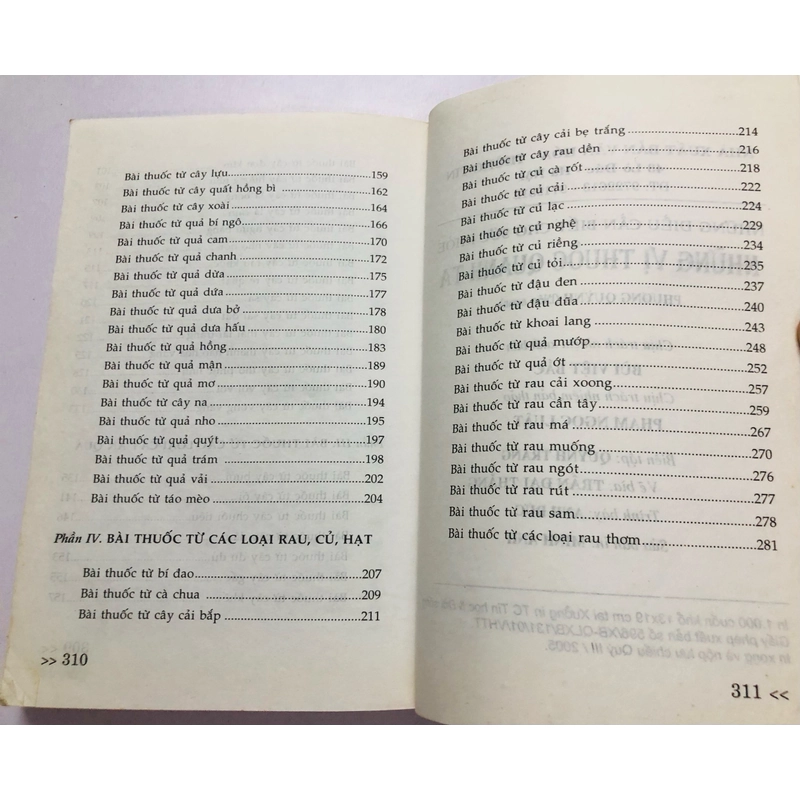 Bài thuốc từ cây lựu 159
Bài thuốc từ cây quất hồng bì 162
Bài thuốc từ cây xoài 164
Bài thuốc từ quả bí ngô 166
Bài thuốc từ quả cam 170
Bài thuốc từ quả chanh 172
Bài thuốc từ quả dừa 175
Bài thuốc từ quả dứa 177
Bài thuốc từ quả dưa bở 178
Bài thuốc từ quả dưa hấu 180
Bài thuốc từ quả hồng 183
Bài thuốc từ quả mận 189
Bài thuốc từ quả mơ 190
Bài thuốc từ cây na 194
Bài thuốc từ quả nho 195
Bài thuốc từ quả quýt 197
Bài thuốc từ quả trám 198
Bài thuốc từ quả vải 202
Bài thuốc từ táo mèo 204
Phần IV. BÀI THUỐC TỪ CÁC LOẠI RAU, CỦ, HẠT
Bài thuốc từ bí đao 207
Bài thuốc từ cà chua 209
Bài thuốc từ cây cải bắp 211
>> 310
Bài thuốc từ cây cải bẹ trắng 214
Bài thuốc từ cây rau dền 216
Bài thuốc từ củ cà rốt 218
Bài thuốc từ củ cải 222
Bài thuốc từ củ lạc 224
Bài thuốc từ củ nghệ 229
Bài thuốc từ củ riềng 234
Bài thuốc từ củ tỏi 235
Bài thuốc từ đậu đen 237
Bài thuốc từ đậu đũa 240
Bài thuốc từ khoai lang 243
Bài thuốc từ quả mướp 248
Bài thuốc từ quả ớt 252
Bài thuốc từ rau cải xoong 257
Bài thuốc từ rau cần tây 259
Bài thuốc từ rau má 267
Bài thuốc từ rau muống 270
Bài thuốc từ rau ngót 276
Bài thuốc từ rau rút 277
Bài thuốc từ rau sam 278
Bài thuốc từ các loại rau thơm 281
311 <<